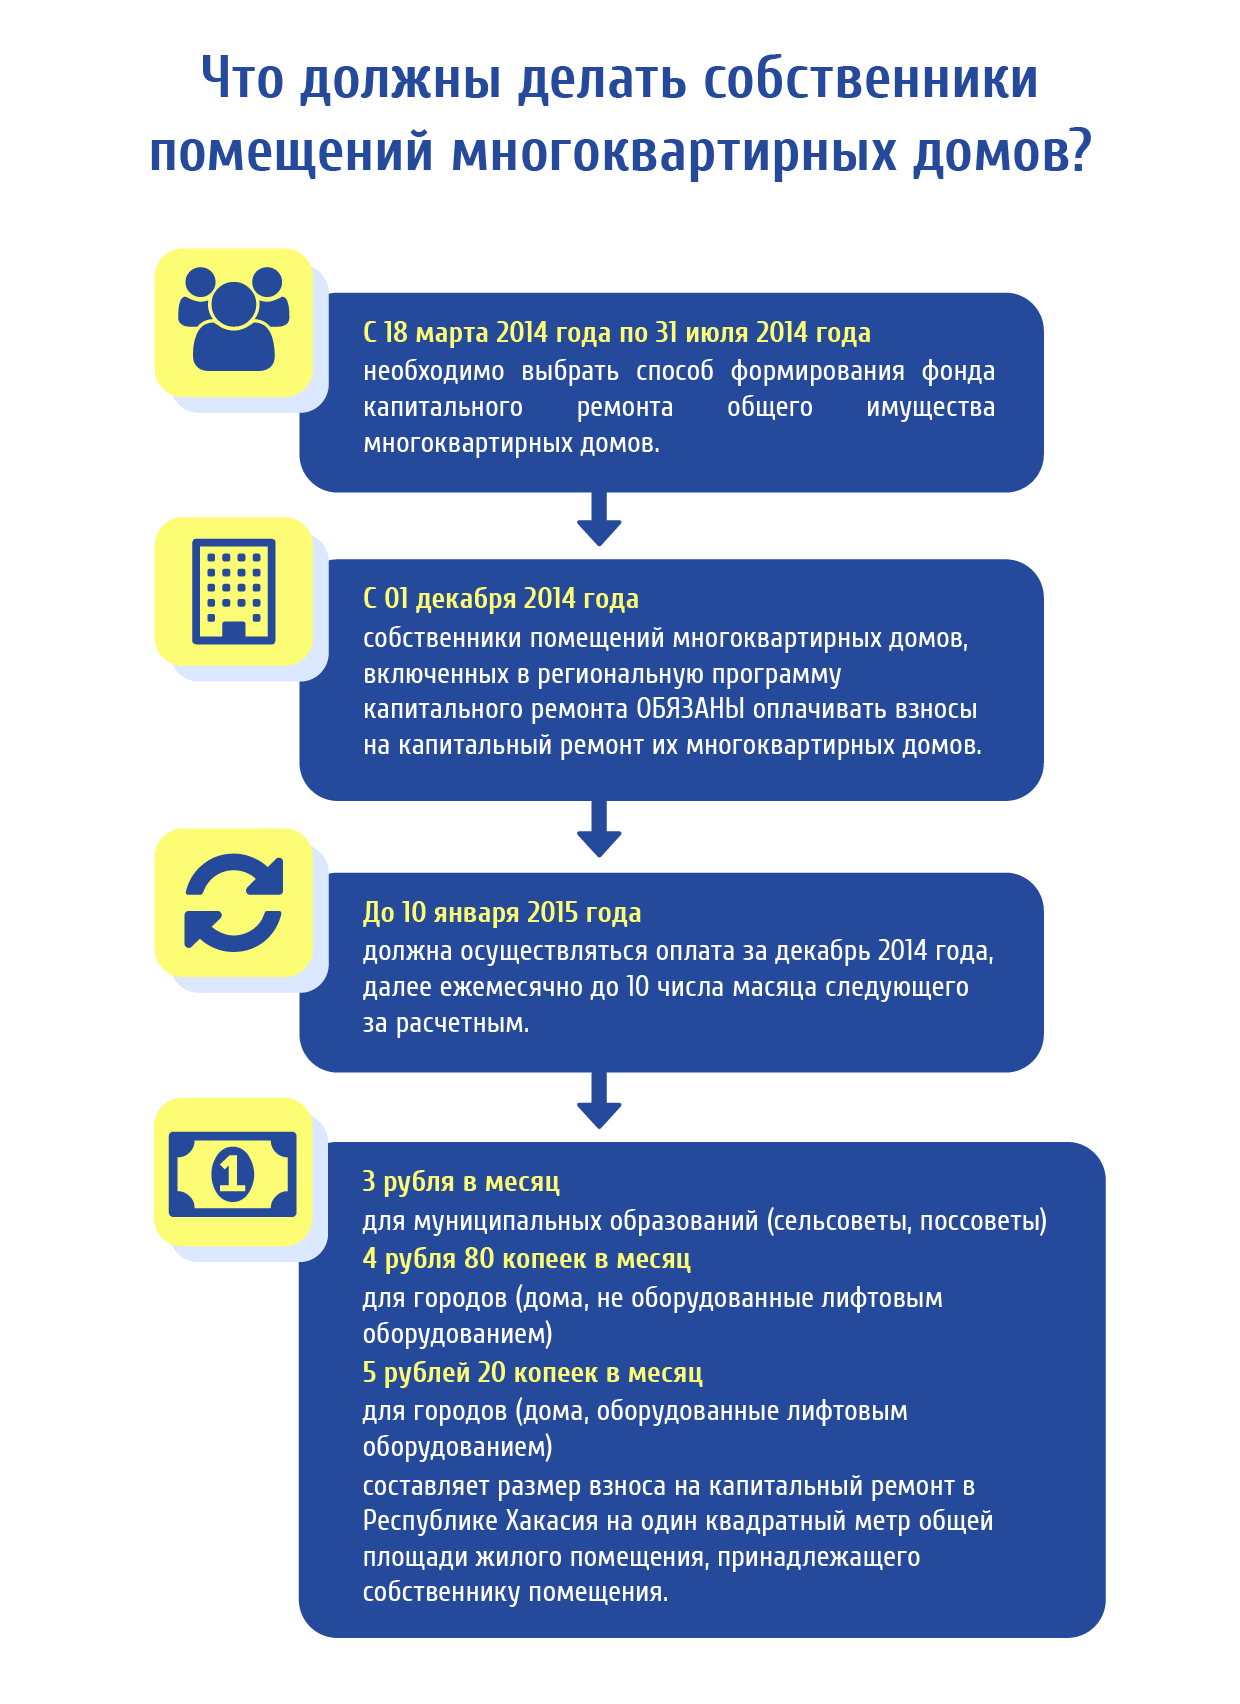 Что должны делать собственники
помещений многоквартирных домов?
С 18 марта 2014 года по 31 июля 2014 года
необходимо выбрать способ формирования фонда
капитального ремонта общего имущества
многоквартирных домов.
С 01 декабря 2014 года
собственники помещений многоквартирных домов,
включенных в региональную программу
капитального ремонта ОБЯЗАНЫ оплачивать взносы
на капитальный ремонт их многоквартирных домов.
До 10 января 2015 года
должна осуществляться оплата за декабрь 2014 года,
далее ежемесячно до 10 числа масяца следующего
за расчетным.
1
3 рубля в месяц
для муниципальных образований (сельсоветы, поссоветы)
4 рубля 80 копеек в месяц
для городов (дома, не оборудованные лифтовым
оборудованием)
5 рублей 20 копеек в месяц
для городов (дома, оборудованные лифтовым
оборудованием)
составляет размер взноса на капитальный ремонт в
Республике Хакасия на один квадратный метр общей
площади жилого помещения, принадлежащего
собственнику помещения.